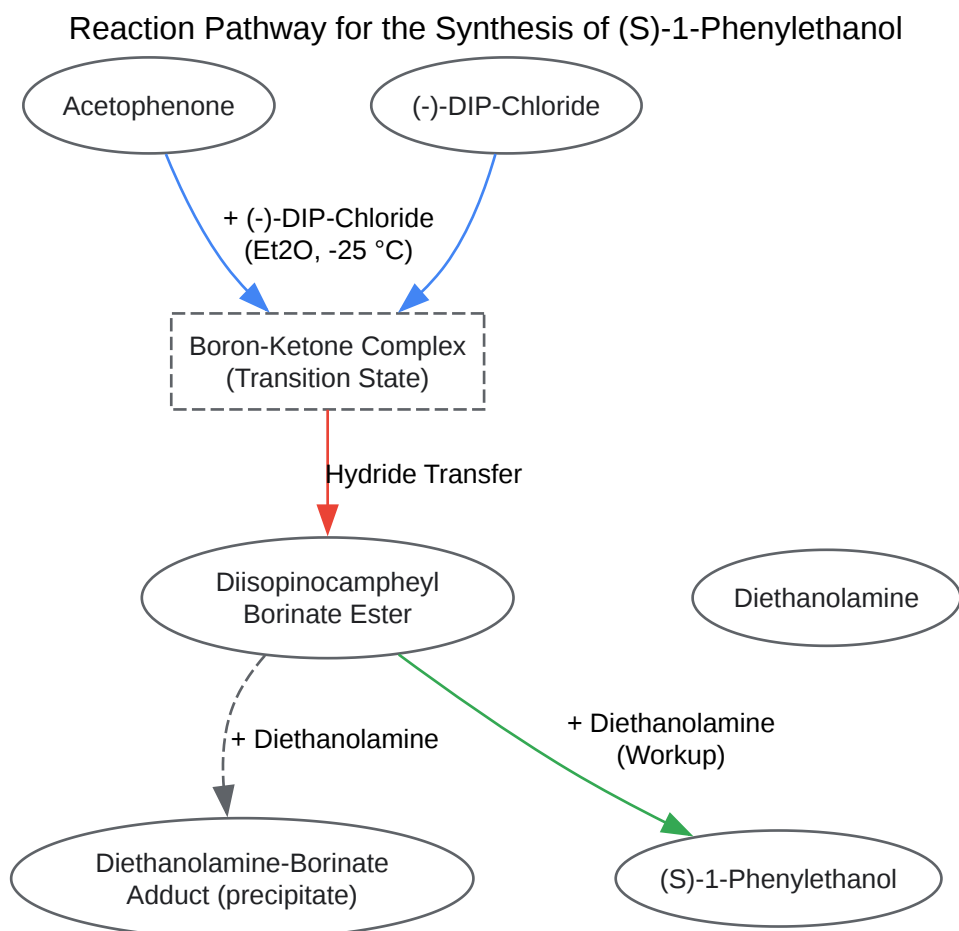 Reaction Pathway for the Synthesis of (S)-1-Phenylethanol
Acetophenone
(-)-DIP-Chloride
+ (-)-DIP-Chloride
(Et2O, -25 °C)
Boron-Ketone Complex
(Transition State)
Hydride Transfer
Diisopinocampheyl
Borinate Ester
Diethanolamine
+ Diethanolamine
+ Diethanolamine
(Workup)
Diethanolamine-Borinate
Adduct (precipitate)
(S)-1-Phenylethanol